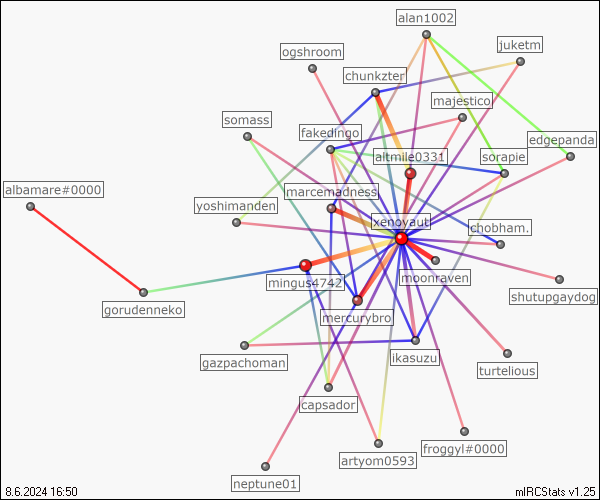 alan1002
ogshroom
juketm
chunkzter
majestico
somass
fakedingo
edgepanda
altmile0331
sorapie
albamare#0000
marcemadness
yoshimanden
xenoyaut
chobham.
moonraven
mingus4742
shutupgaydog
gorudenneko
mercurybro
ikasuzu
gazpachoman
turtelious
capsador
froggyl#0000
artyom0593
neptune01
8.6.2024 16:50
mIRCStats v1.25